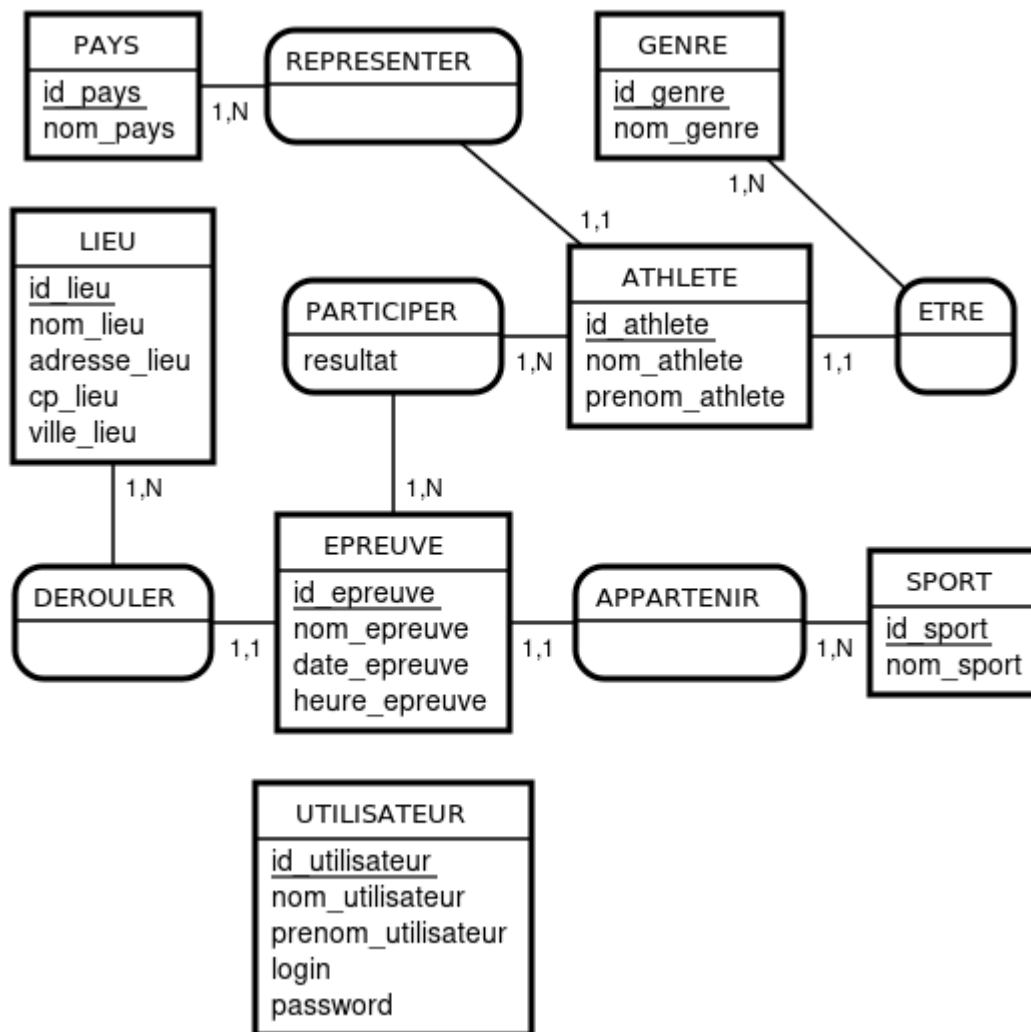 PAYS
id_pays
nom_pays
1,N
REPRESENTER
GENRE
id_genre
nom_genre
1,N
1,1
LIEU
id_lieu
nom_lieu
adresse_lieu
cp_lieu
ville_lieu
1,N
PARTICIPER
resultat
1,N
1,N
ATHLETE
id_athlete
nom_athlete
prenom_athlete
1,1
ETRE
DEROULER
1,1
EPREUVE
id_epreuve
nom_epreuve
date_epreuve
heure_epreuve
1,1
APPARTENIR
1,N
SPORT
id_sport
nom_sport
UTILISATEUR
id_utilisateur
nom_utilisateur
prenom_utilisateur
login
password